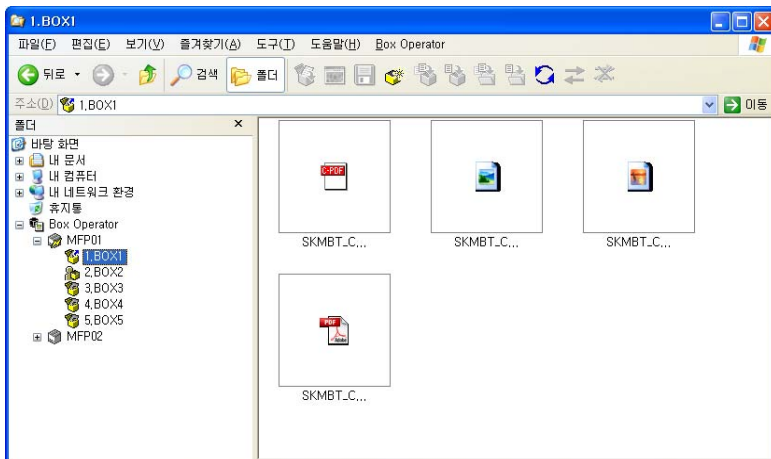 1.BOX1
파일(F) 편집(E) 보기(V) 즐겨찾기(A) 도구(T) 도움말(H) Box Operator
뒤로 검색 폴더
주소(D) 1.BOX1 이동
폴더 ×
바탕 화면
내 문서
내 컴퓨터
내 네트워크 환경
휴지통
Box Operator
MFP01
1.BOX1
2.BOX2
3.BOX3
4.BOX4
5.BOX5
MFP02
C-PDF
SKMBT_C... SKMBT_C... SKMBT_C...
PDF
Adobe
SKMBT_C...